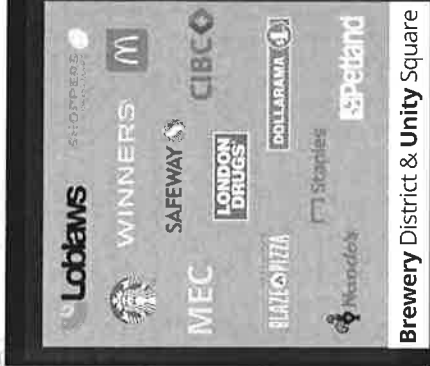 Loblaws SHOPPERS
WINNERS
MEC SAFEWAY CIBC
BLAZE PIZZA LONDON DRUGS DOLLARAMA
Nando's Staples Petland
Brewery District & Unity Square